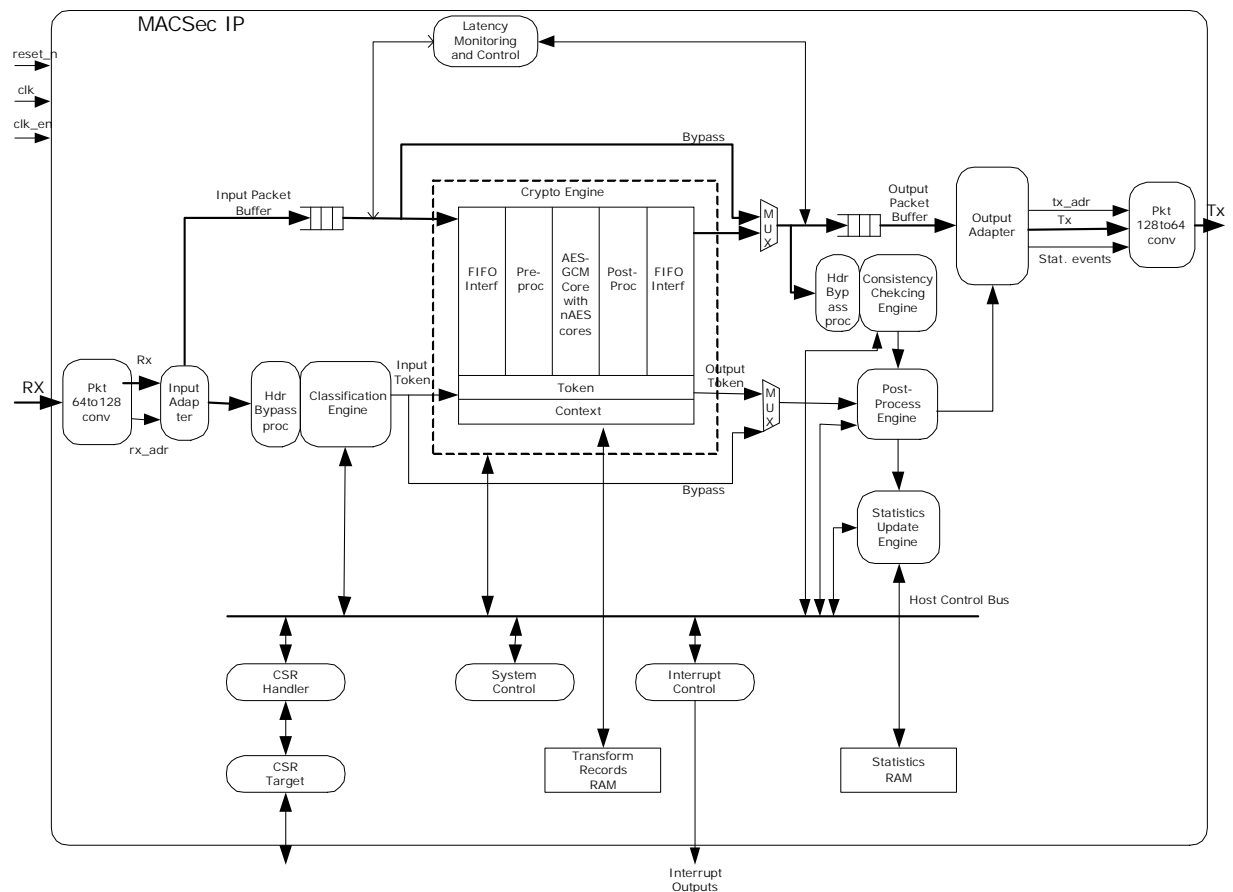 MACSec IP
Latency
Monitoring
and Control
reset_n
clk
clk_en
Bypass
Input Packet
Buffer
Crypto Engine
MUX
Output
Packet
Buffer
Output
Adapter
tx_adr
Tx
Stat. events
Pkt
128to64
conv
Tx
FIFO
Interf
Pre-
proc
AES-
GCM
Core
with
nAES
cores
Post-
Proc
FIFO
Interf
Hdr
Byp
ass
proc
Consistency
Chekcing
Engine
RX
Pkt
64to128
conv
Rx
rx_adr
Input
Adap
ter
Hdr
Bypass
proc
Classification
Engine
Input
Token
Token
Context
Output
Token
MUX
Post-
Process
Engine
Bypass
Statistics
Update
Engine
Host Control Bus
CSR
Handler
System
Control
Interrupt
Control
CSR
Target
Transform
Records
RAM
Statistics
RAM
Interrupt
Outputs